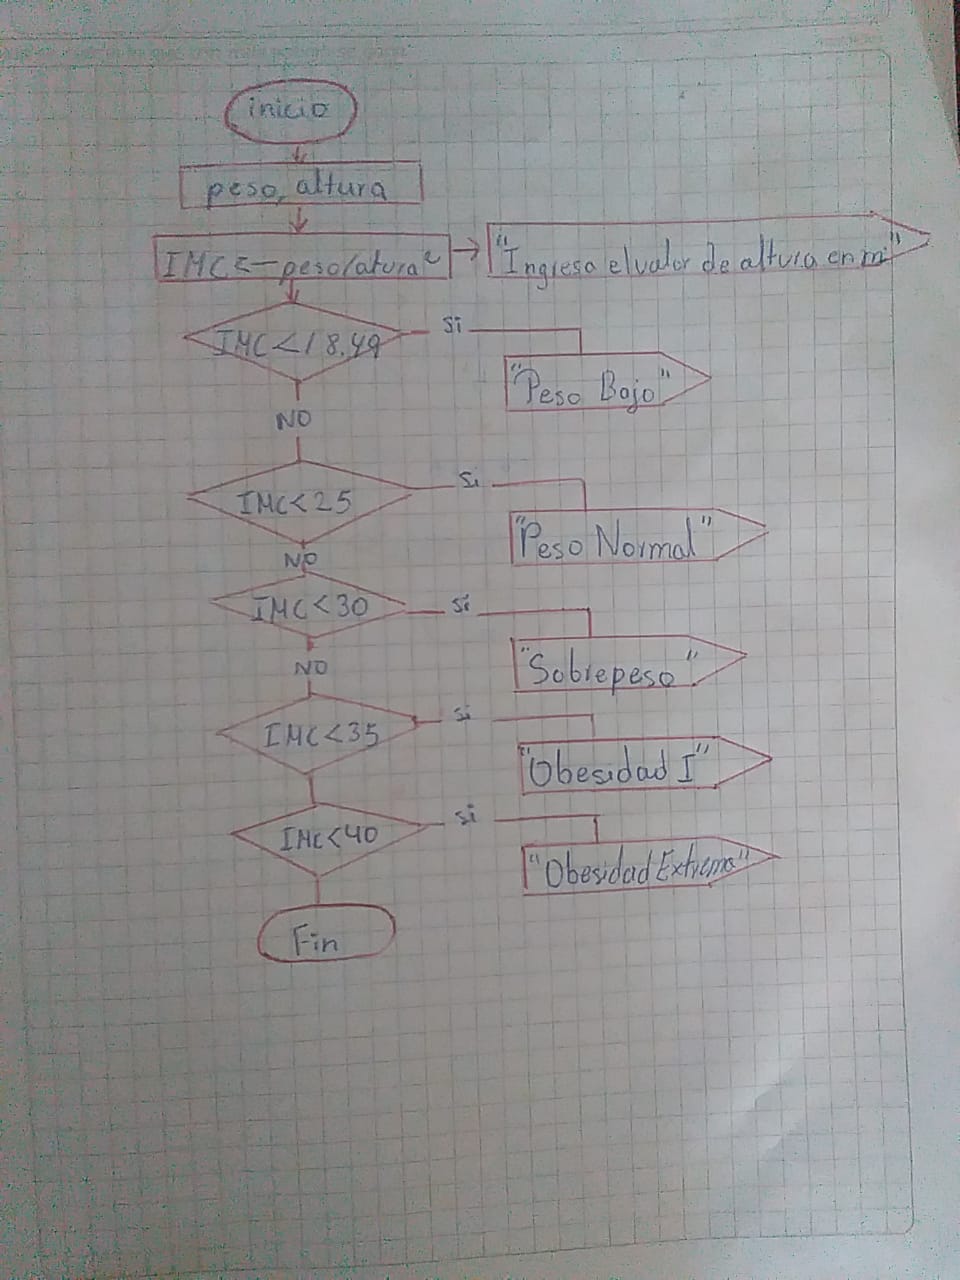 inicio
peso, altura
IMC <— peso/atura²
"Ingreso el valor de altura en m"
IMC < 18.49
Si
"Peso Bajo"
NO
IMC < 25
Si
"Peso Normal"
NO
IMC < 30
Si
"Sobrepeso"
NO
IMC < 35
Si
"Obesidad I"
IMC < 40
Si
"Obesidad Extrema"
Fin